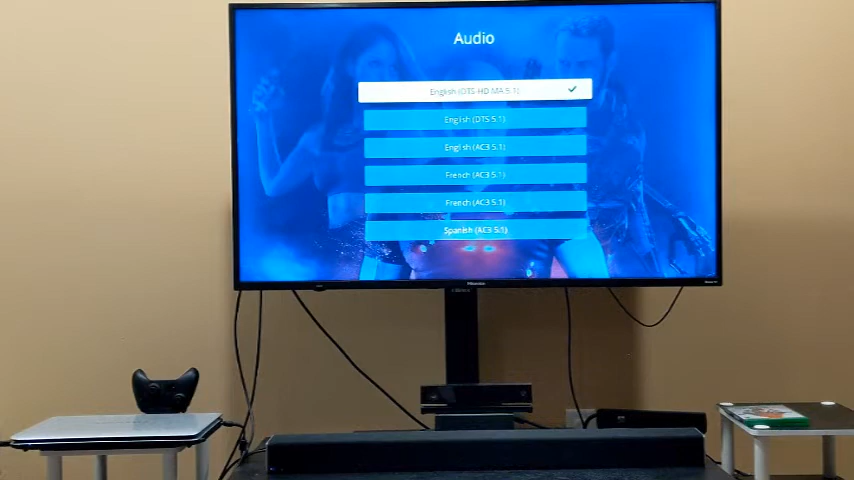 Audio
English (DTS-HD MA 5.1)
English (DTS 5.1)
English (AC3 5.1)
French (AC3 5.1)
French (AC3 5.1)
Spanish (AC3 5.1)
Hisense